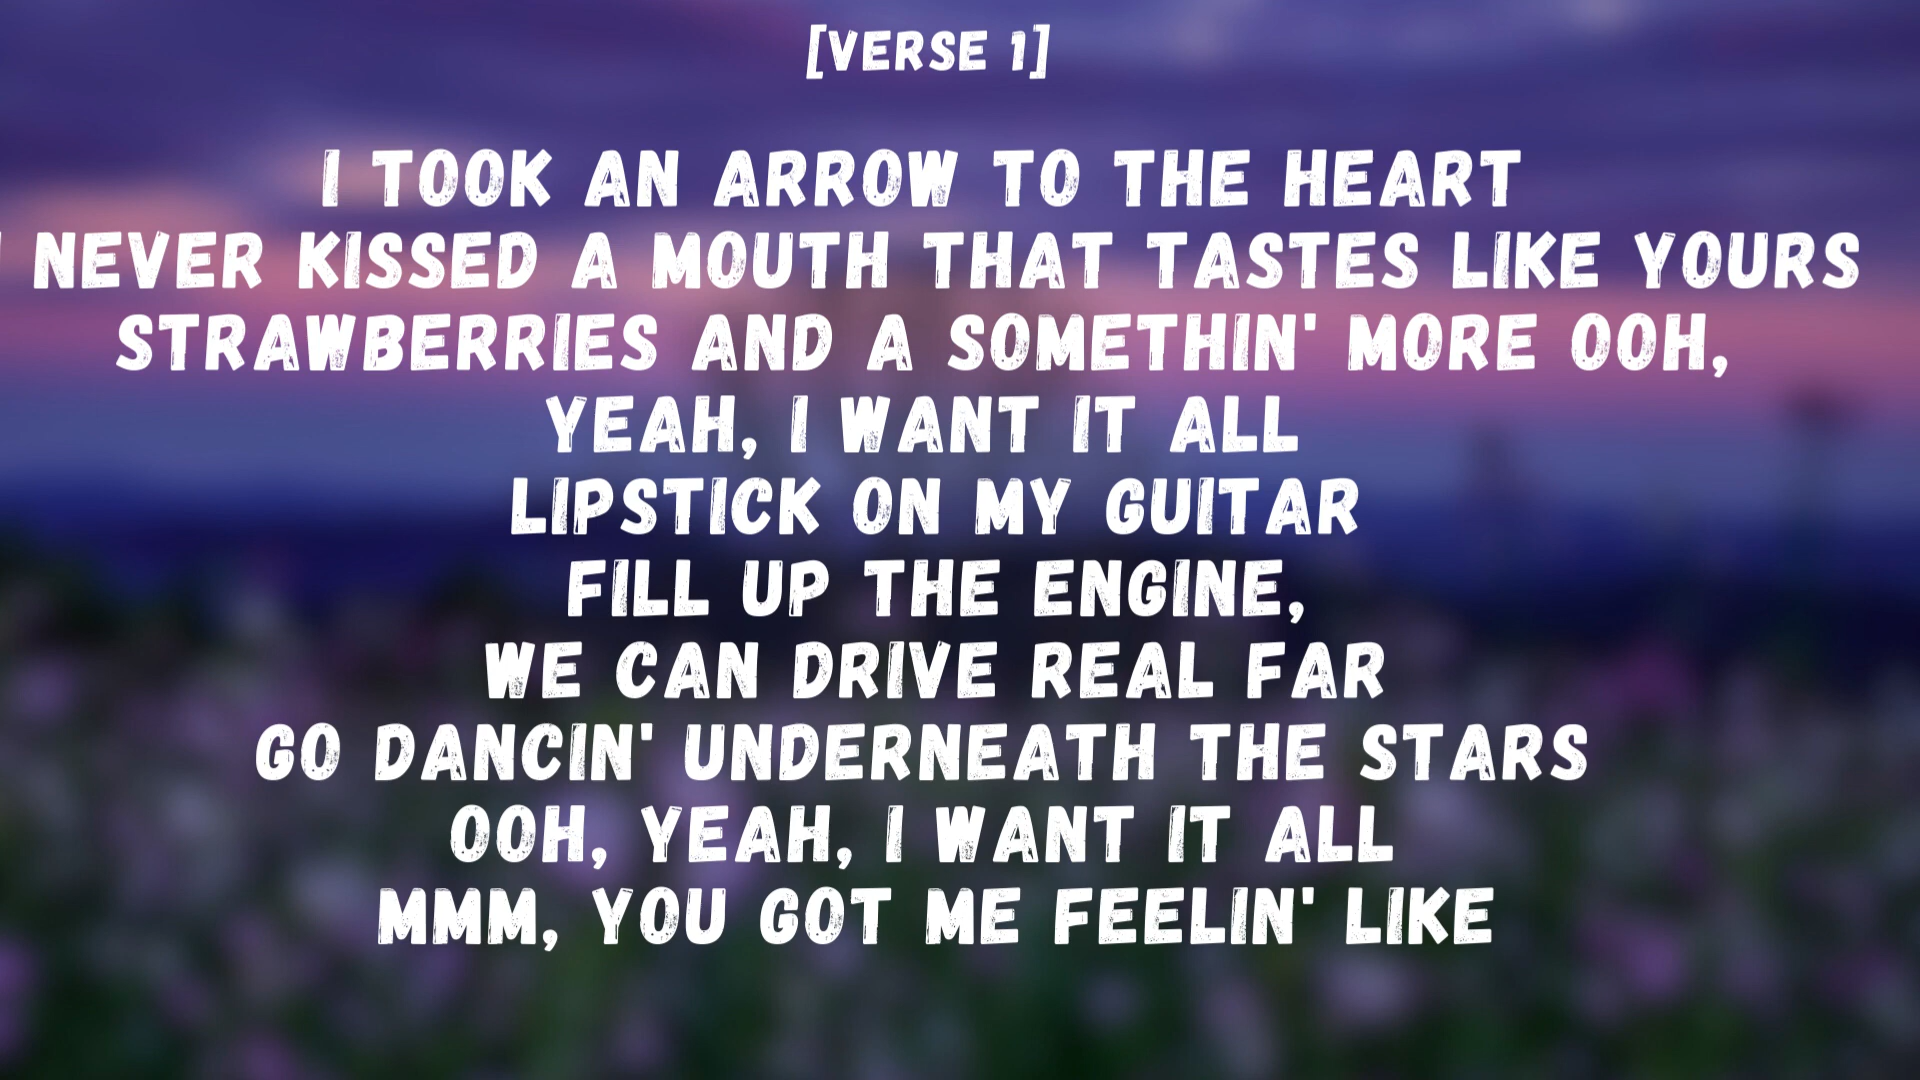 [VERSE 1]
I TOOK AN ARROW TO THE HEART
NEVER KISSED A MOUTH THAT TASTES LIKE YOURS
STRAWBERRIES AND A SOMETHIN' MORE OOH,
YEAH, I WANT IT ALL
LIPSTICK ON MY GUITAR
FILL UP THE ENGINE,
WE CAN DRIVE REAL FAR
GO DANCIN' UNDERNEATH THE STARS
OOH, YEAH, I WANT IT ALL
MMM, YOU GOT ME FEELIN' LIKE